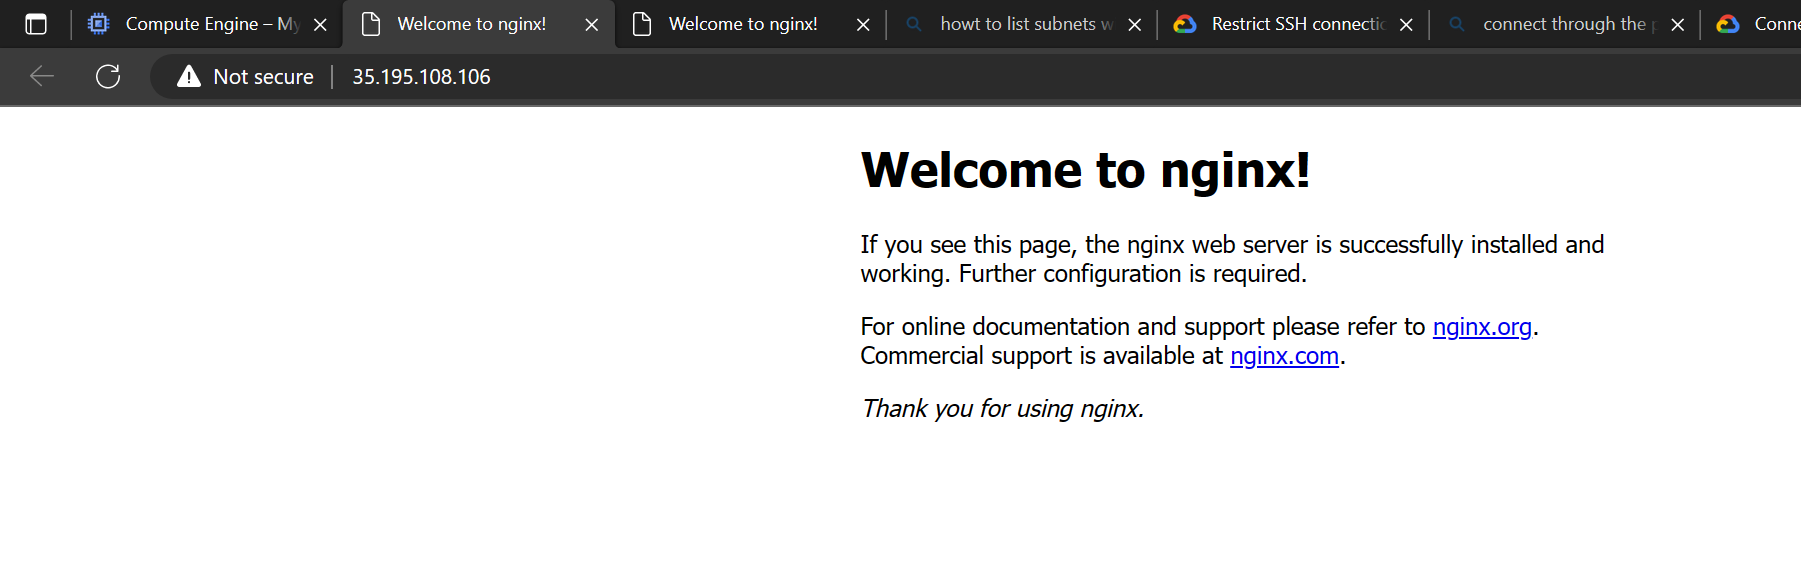 Compute Engine – My
Welcome to nginx!
Welcome to nginx!
howt to list subnets w
Restrict SSH connectic
connect through the p
Conne
Not secure
35.195.108.106
Welcome to nginx!
If you see this page, the nginx web server is successfully installed and
working. Further configuration is required.
For online documentation and support please refer to nginx.org.
Commercial support is available at nginx.com.
Thank you for using nginx.